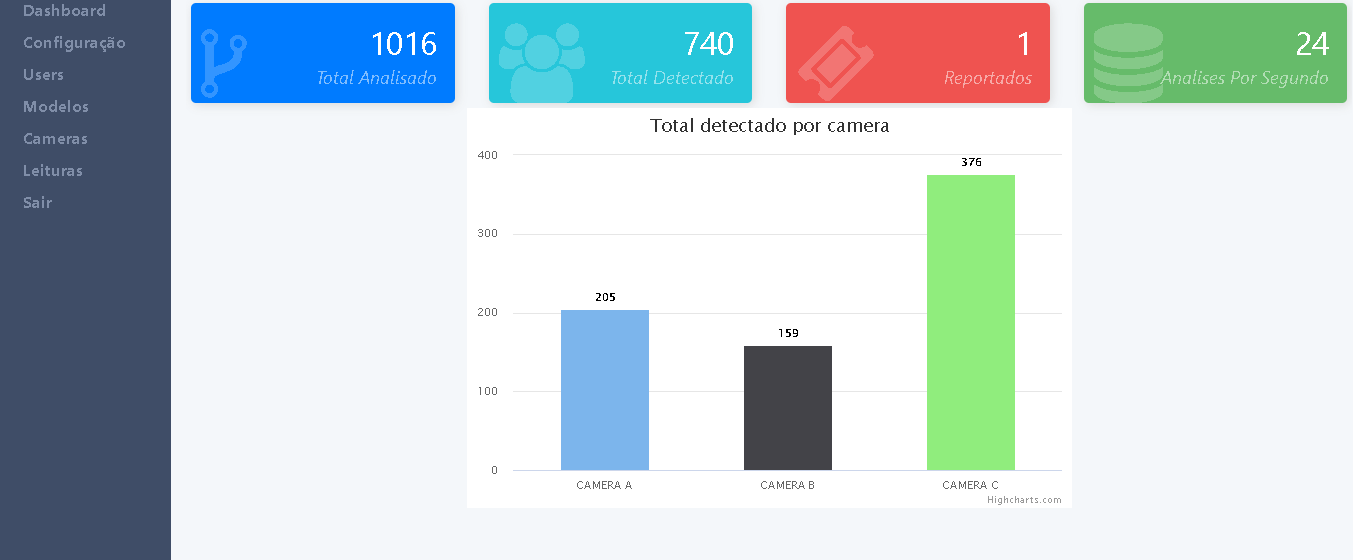 Dashboard
Configuração
Users
Modelos
Cameras
Leituras
Sair
1016
Total Analisado
740
Total Detectado
1
Reportados
24
Analises Por Segundo
Total detectado por camera
400
300
200
100
0
205
159
376
CAMERA A
CAMERA B
CAMERA C
Highcharts.com